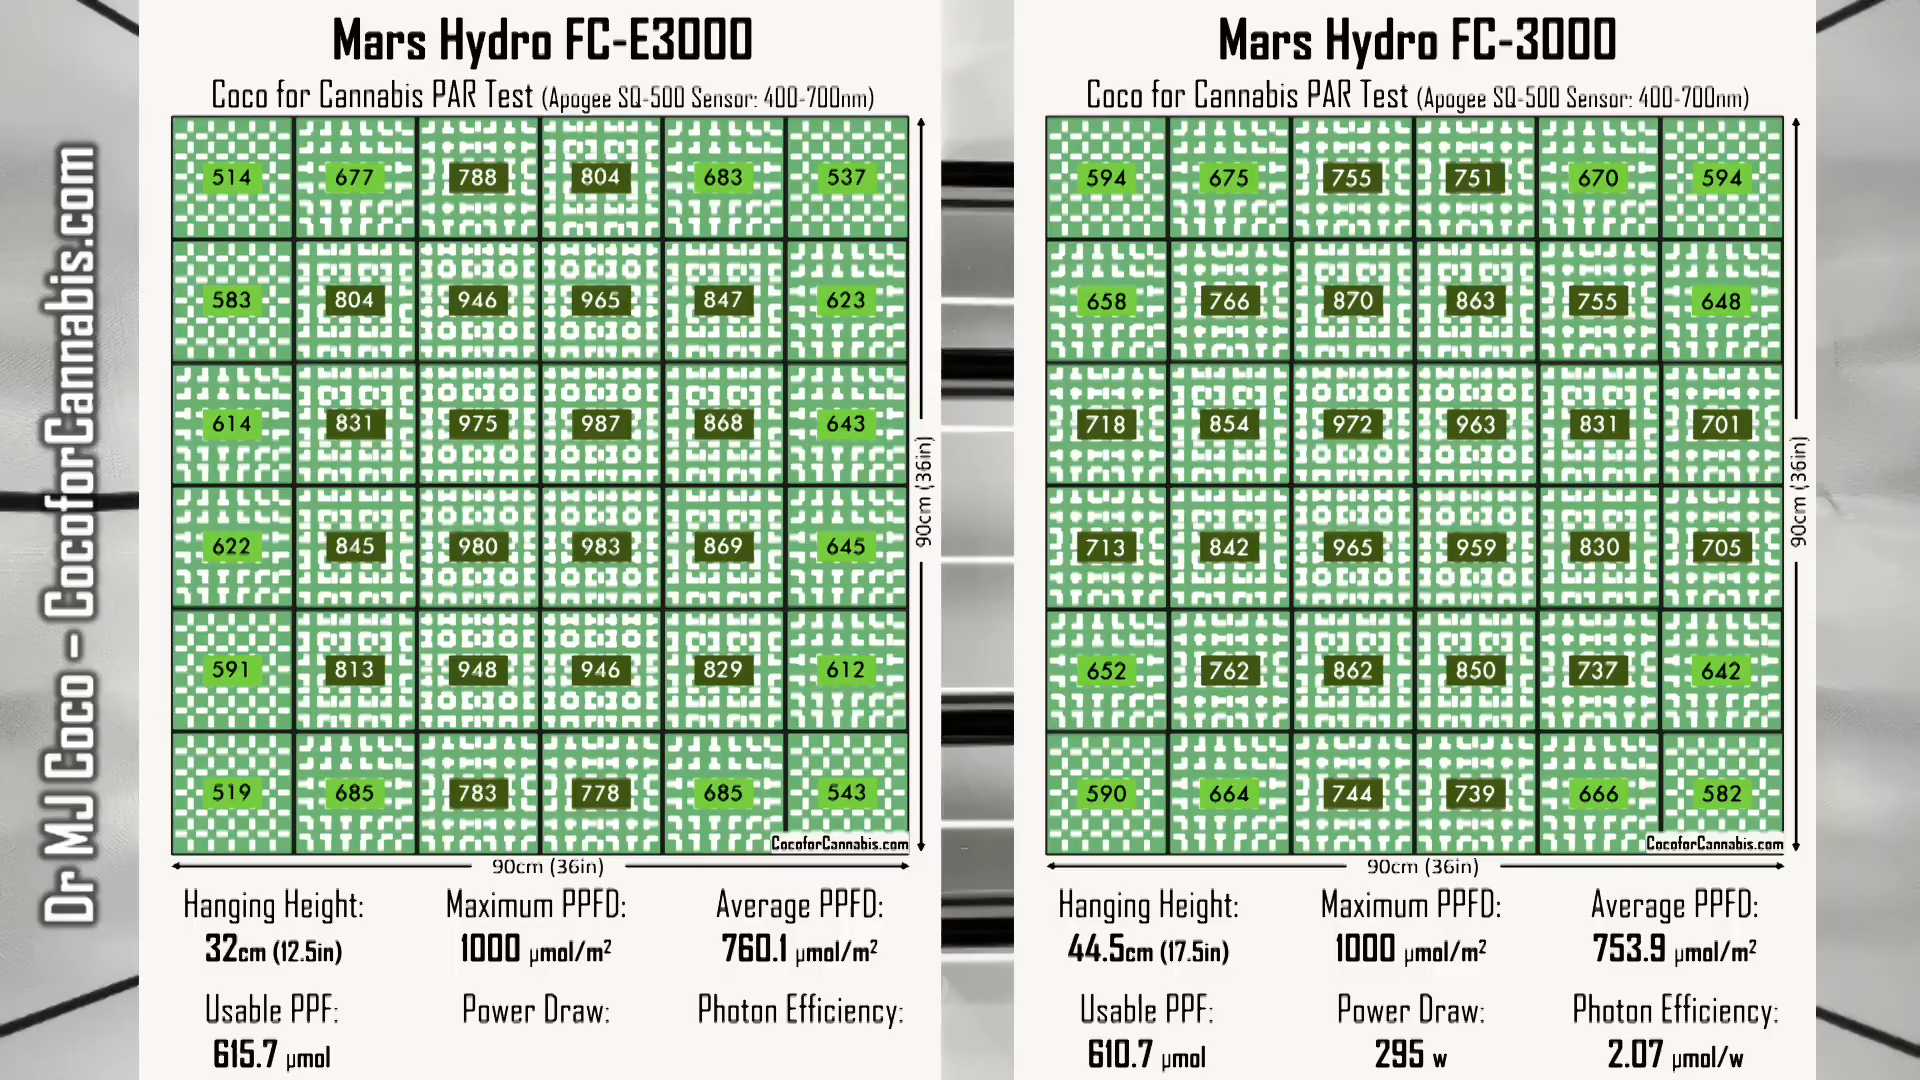 Dr MJ Coco - CocoforCannabis.com
Mars Hydro FC-E3000
Coco for Cannabis PAR Test (Apogee SQ-500 Sensor: 400-700nm)
514 677 788 804 683 537
583 804 946 965 847 623
614 831 975 987 868 643
622 845 980 983 869 645
591 813 948 946 829 612
519 685 783 778 685 543
CocoforCannabis.com
90cm (36in)
90cm (36in)
Hanging Height: Maximum PPFD: Average PPFD:
32cm (12.5in) 1000 µmol/m² 760.1 µmol/m²
Usable PPF: Power Draw: Photon Efficiency:
615.7 µmol
Mars Hydro FC-3000
Coco for Cannabis PAR Test (Apogee SQ-500 Sensor: 400-700nm)
594 675 755 751 670 594
658 766 870 863 755 648
718 854 972 963 831 701
713 842 965 959 830 705
652 762 862 850 737 642
590 664 744 739 666 582
CocoforCannabis.com
90cm (36in)
90cm (36in)
Hanging Height: Maximum PPFD: Average PPFD:
44.5cm (17.5in) 1000 µmol/m² 753.9 µmol/m²
Usable PPF: Power Draw: Photon Efficiency:
610.7 µmol 295 w 2.07 µmol/w